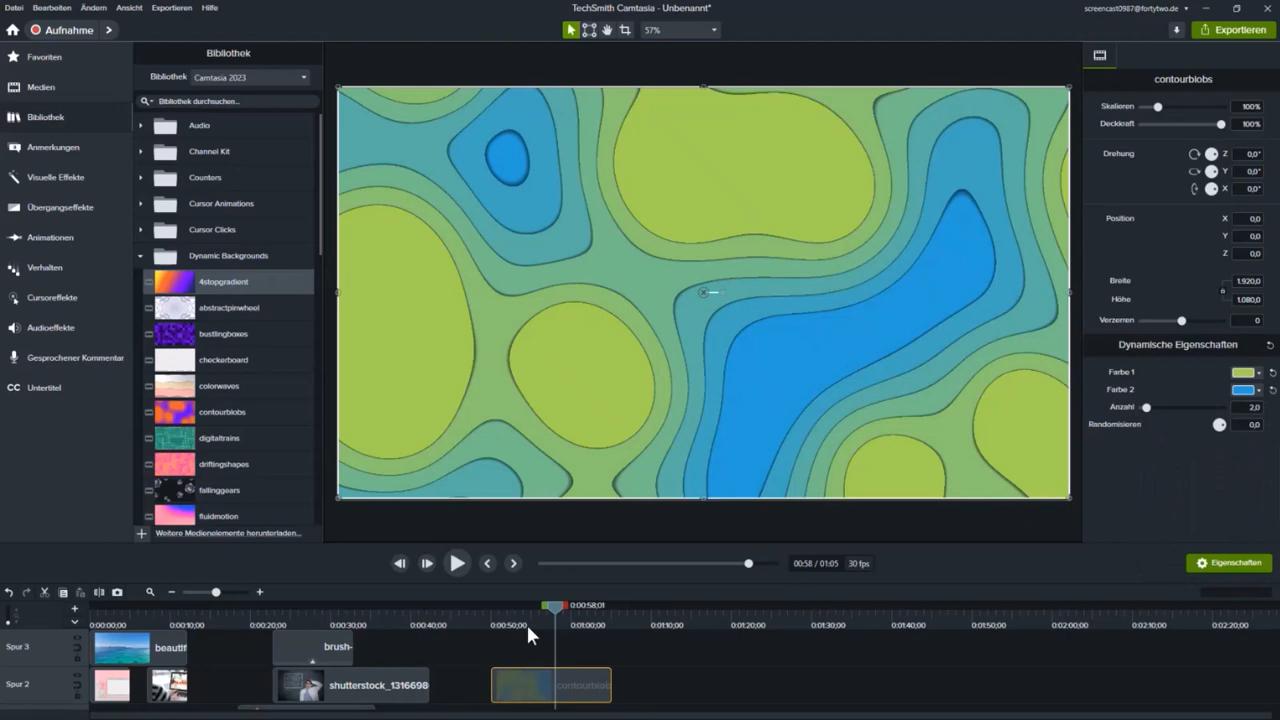 Datei Bearbeiten Ändern Ansicht Exportieren Hilfe
TechSmith Camtasia - Unbenannt*
screencast0987@fortytwo.de
Aufnahme
57%
Exportieren
Favoriten
Medien
Bibliothek
Anmerkungen
Visuelle Effekte
Übergangseffekte
Animationen
Verhalten
Cursoreffekte
Audioeffekte
Gesprochener Kommentar
CC Untertitel
Bibliothek
Bibliothek Camtasia 2023
Bibliothek durchsuchen...
Audio
Channel Kit
Counters
Cursor Animations
Cursor Clicks
Dynamic Backgrounds
4stopgradient
abstractpinwheel
bustlingboxes
checkerboard
colorwaves
contourblobs
digitaltrains
driftingshapes
fallinggears
fluidmotion
Weitere Medienelemente herunterladen...
contourblobs
Skalieren 100%
Deckkraft 100%
Drehung Z 0,0°
Y 0,0°
X 0,0°
Position X 0,0
Y 0,0
Z 0,0
Breite 1.920,0
Höhe 1.080,0
Verzerren 0
Dynamische Eigenschaften
Farbe 1
Farbe 2
Anzahl 2,0
Randomisieren 0,0
00:58 / 01:05 30 fps
Eigenschaften
0:00:58;01
0:00:00;00 0:00:10;00 0:00:20;00 0:00:30;00 0:00:40;00 0:00:50;00 0:01:00;00 0:01:10;00 0:01:20;00 0:01:30;00 0:01:40;00 0:01:50;00 0:02:00;00 0:02:10;00 0:02:20;00
Spur 3 beautif brush-
Spur 2 shutterstock_1316698 contourblob